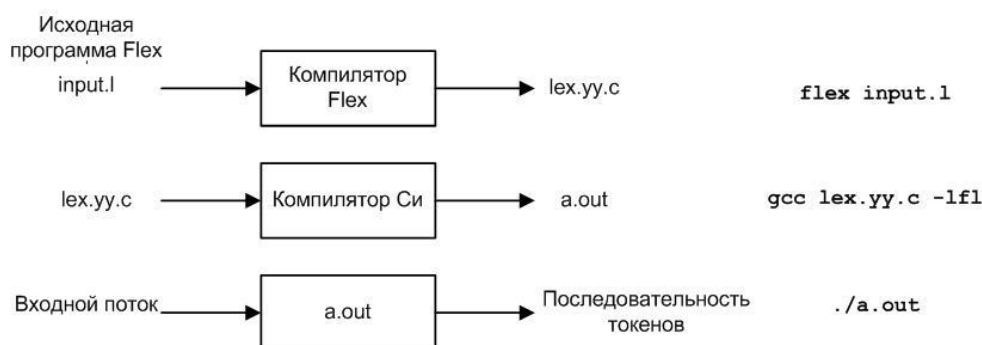 Исходная
программа Flex
input.l
Компилятор
Flex
lex.yy.c
flex input.l
lex.yy.c
Компилятор Си
a.out
gcc lex.yy.c -lfl
Входной поток
a.out
Последовательность
токенов
./a.out